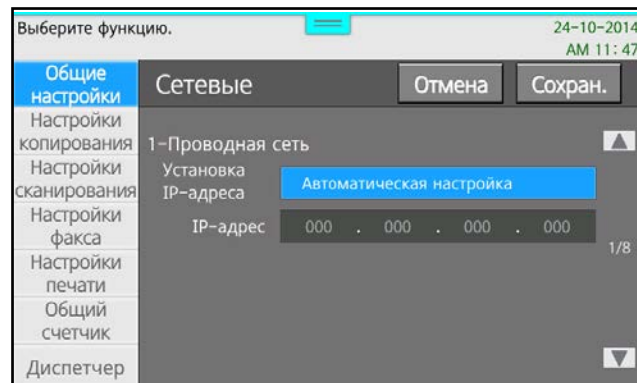 Выберите функцию.
24-10-2014
AM 11: 47
Общие
настройки
Настройки
копирования
Настройки
сканирования
Настройки
факса
Настройки
печати
Общий
счетчик
Диспетчер
Сетевые
Отмена
Сохран.
1-Проводная сеть
Установка
IP-адреса
Автоматическая настройка
IP-адрес
000 . 000 . 000 . 000
1/8